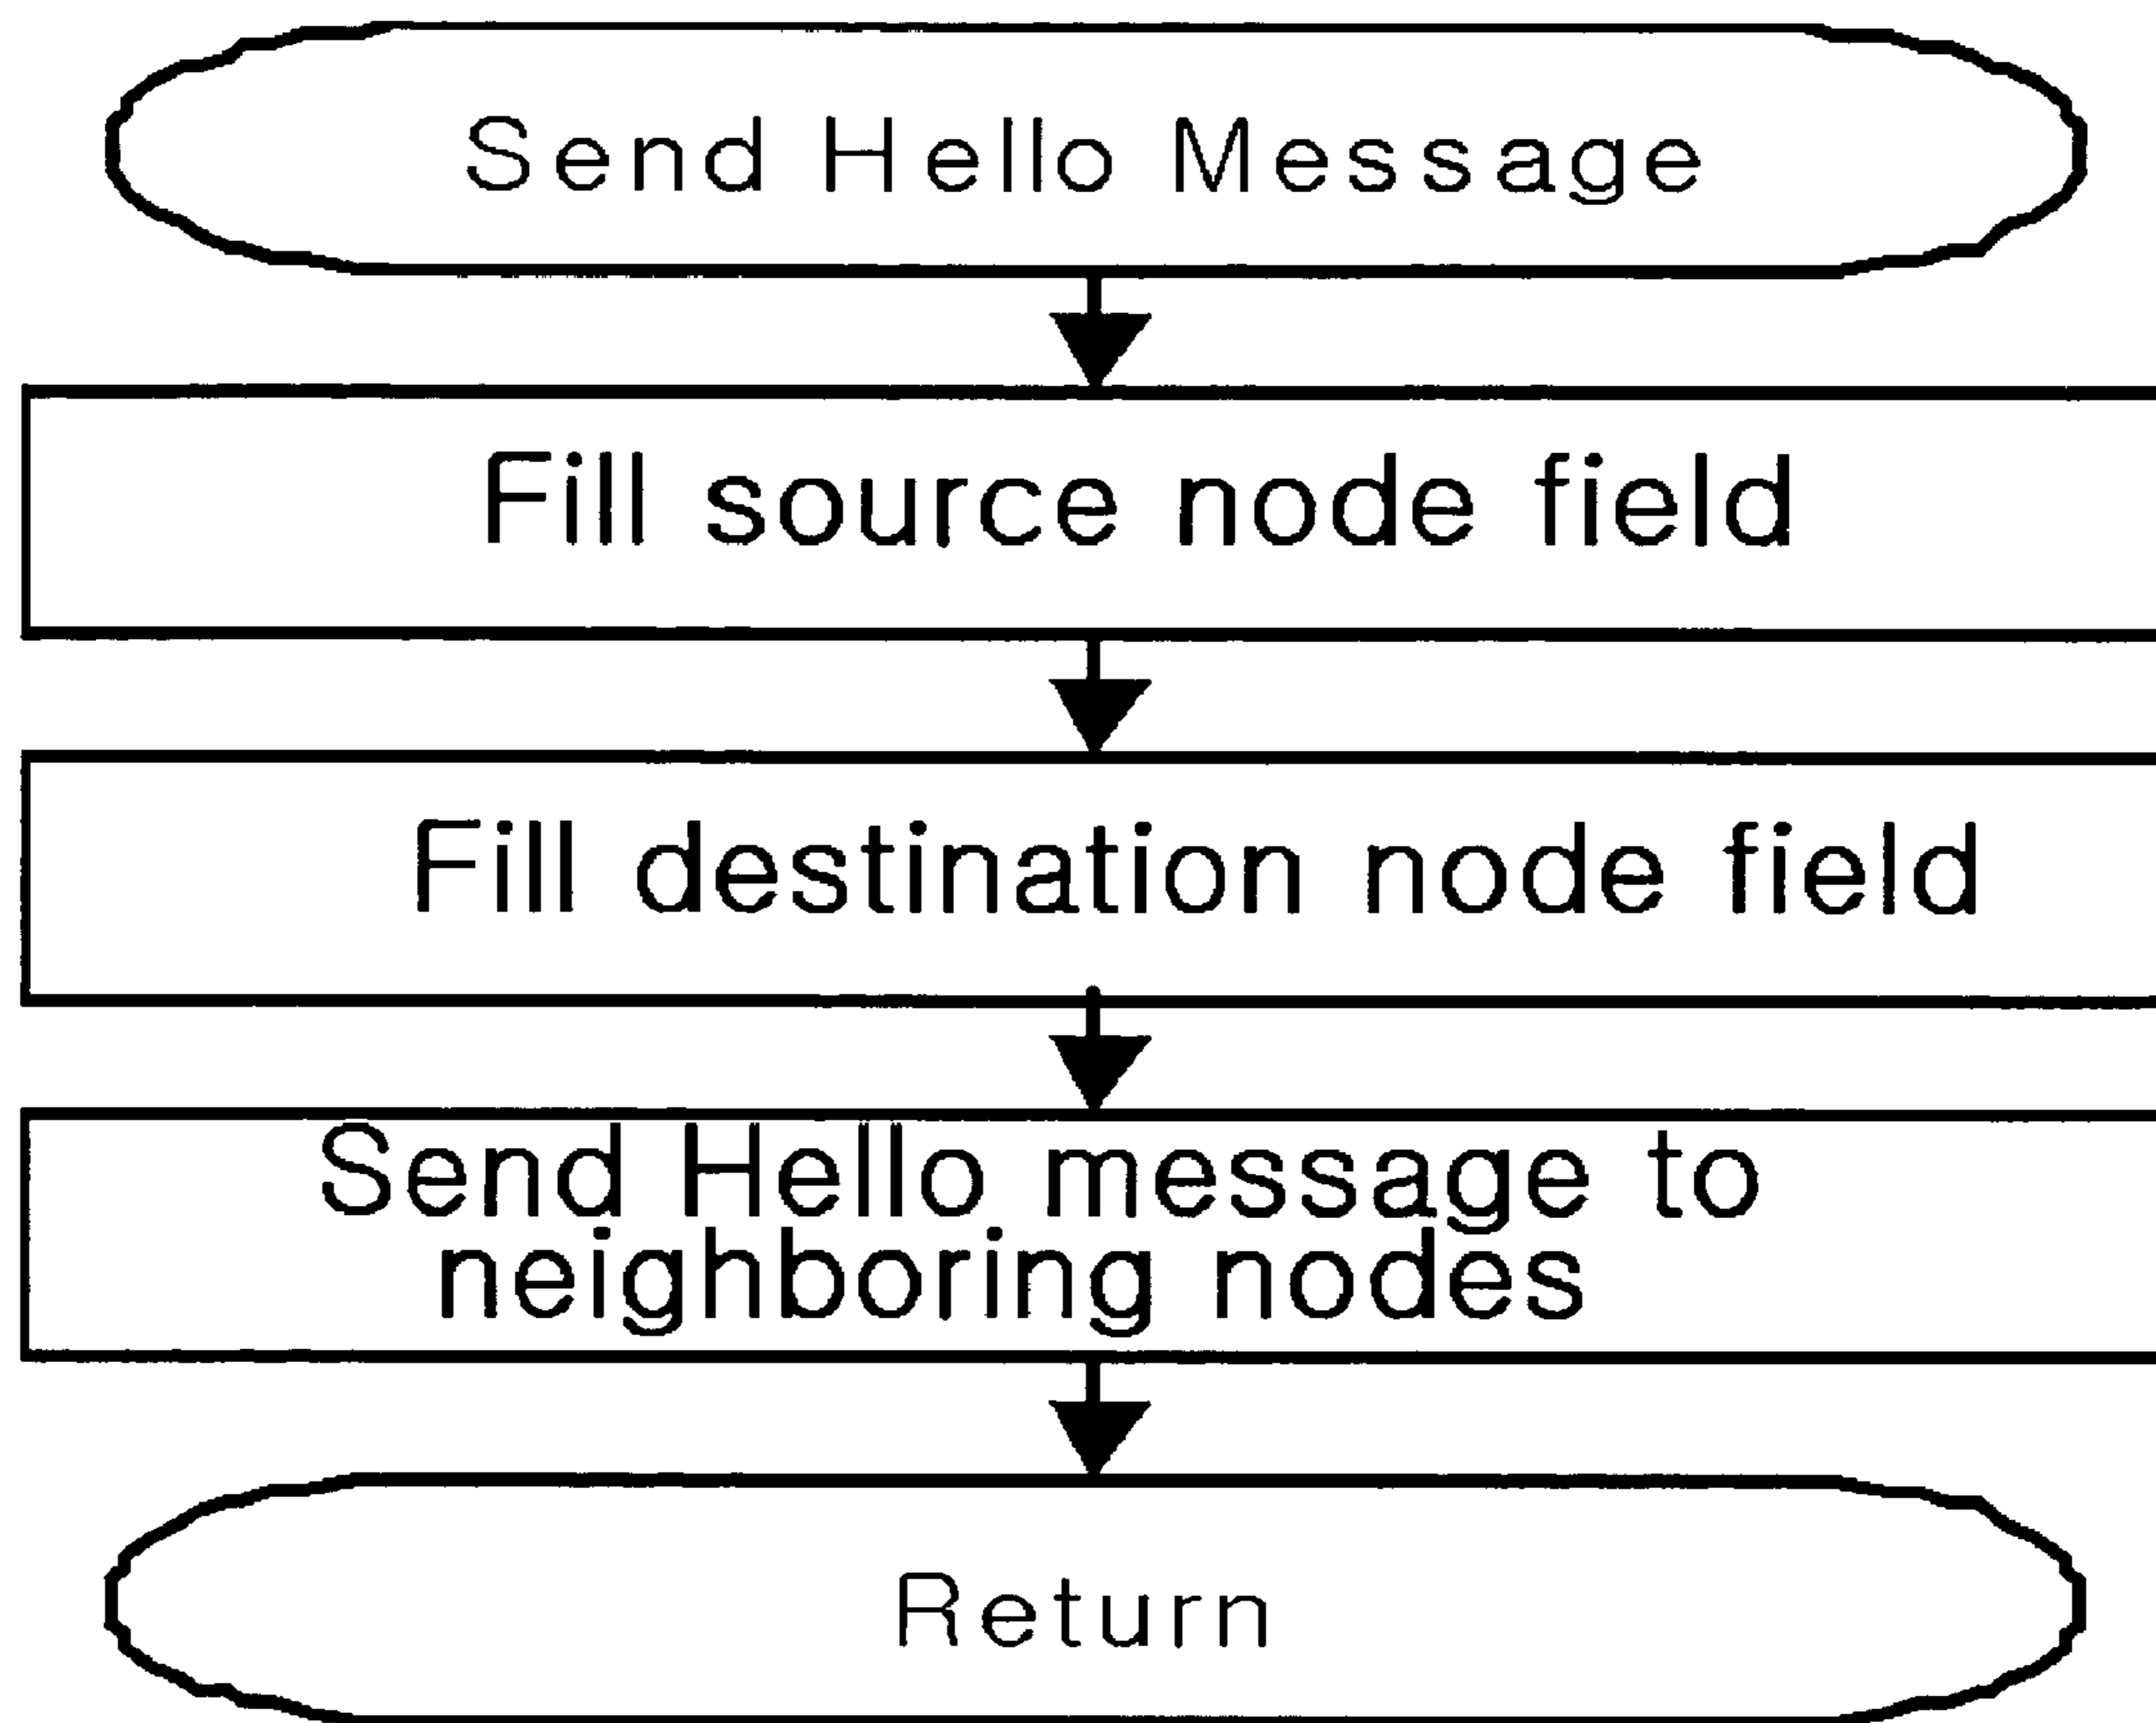 Send Hello Message
Fill source node field
Fill destination node field
Send Hello message to
neighboring nodes
Return